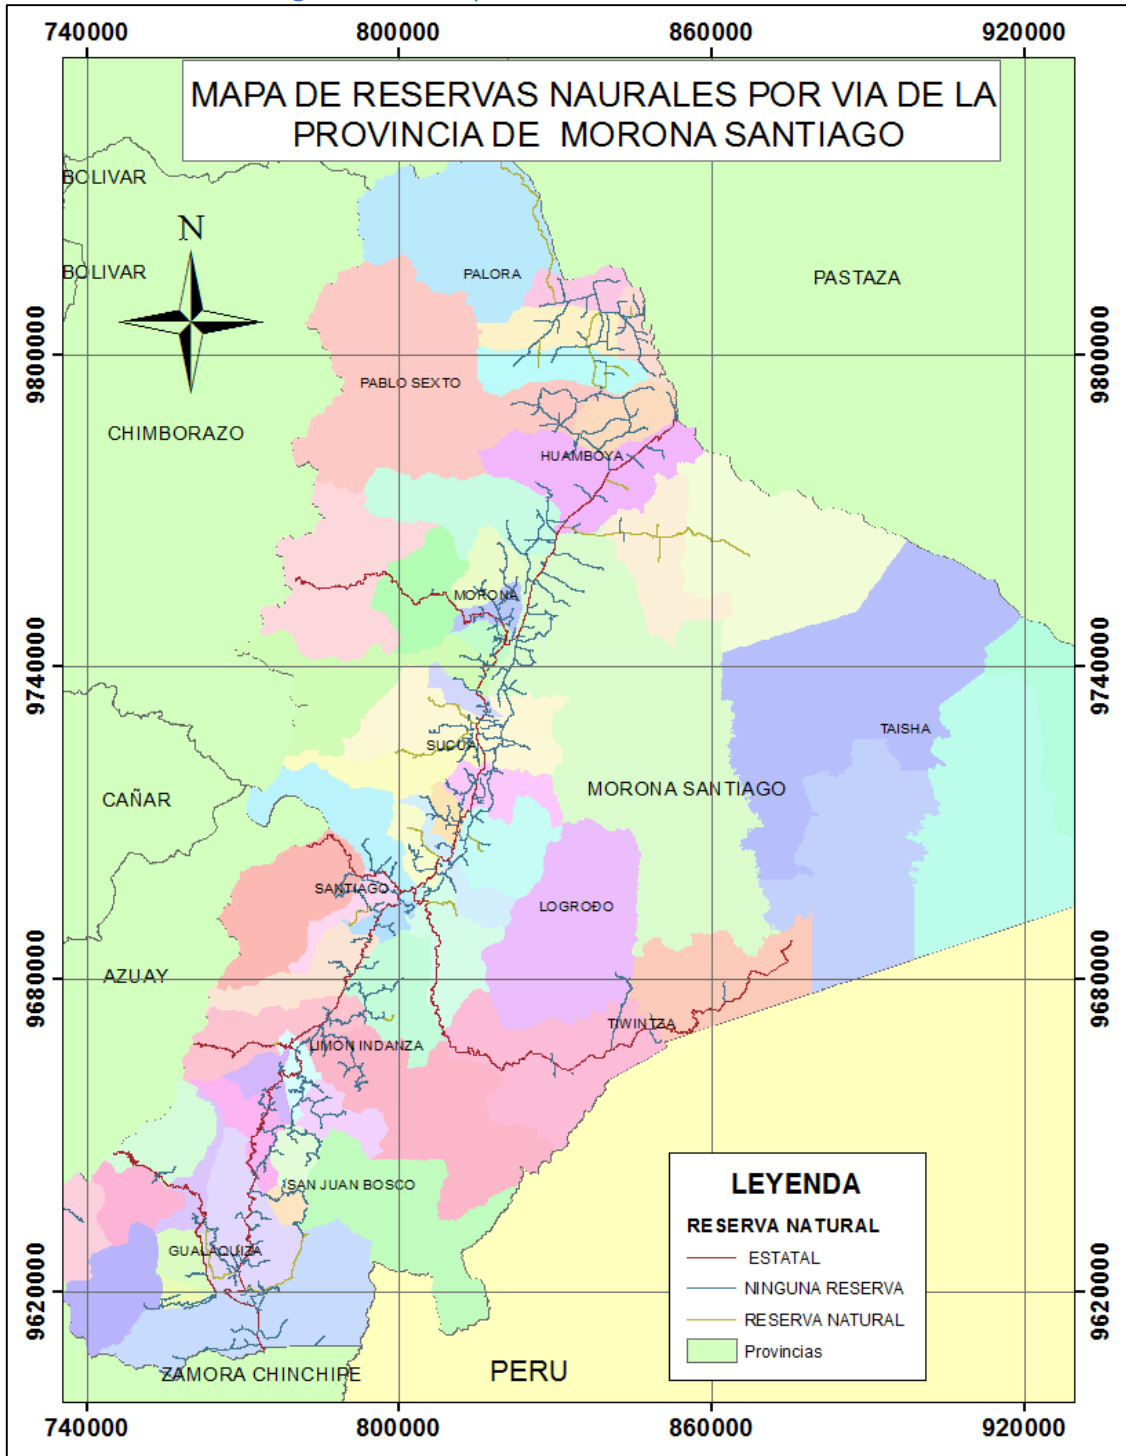 740000
800000
860000
920000
MAPA DE RESERVAS NAURALES POR VIA DE LA
PROVINCIA DE MORONA SANTIAGO
BOLIVAR
N
BOLIVAR
PALORA
PASTAZA
9800000
9800000
PABLO SEXTO
CHIMBORAZO
HUAMBOYA
MORONA
9740000
9740000
TAISHA
SUCUA
MORONA SANTIAGO
CAÑAR
SANTIAGO
LOGROÐO
AZUAY
9680000
9680000
TIWINTZA
LIMON INDANZA
LEYENDA
SAN JUAN BOSCO
RESERVA NATURAL
GUALAQUIZA
ESTATAL
9620000
9620000
NINGUNA RESERVA
RESERVA NATURAL
Provincias
ZAMORA CHINCHIPE
PERU
740000
800000
860000
920000